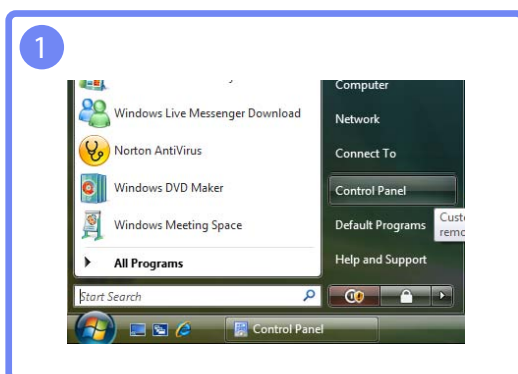 1
Computer
Windows Live Messenger Download
Network
Norton AntiVirus
Connect To
Windows DVD Maker
Control Panel
Windows Meeting Space
Default Programs
All Programs
Help and Support
Start Search
Control Panel